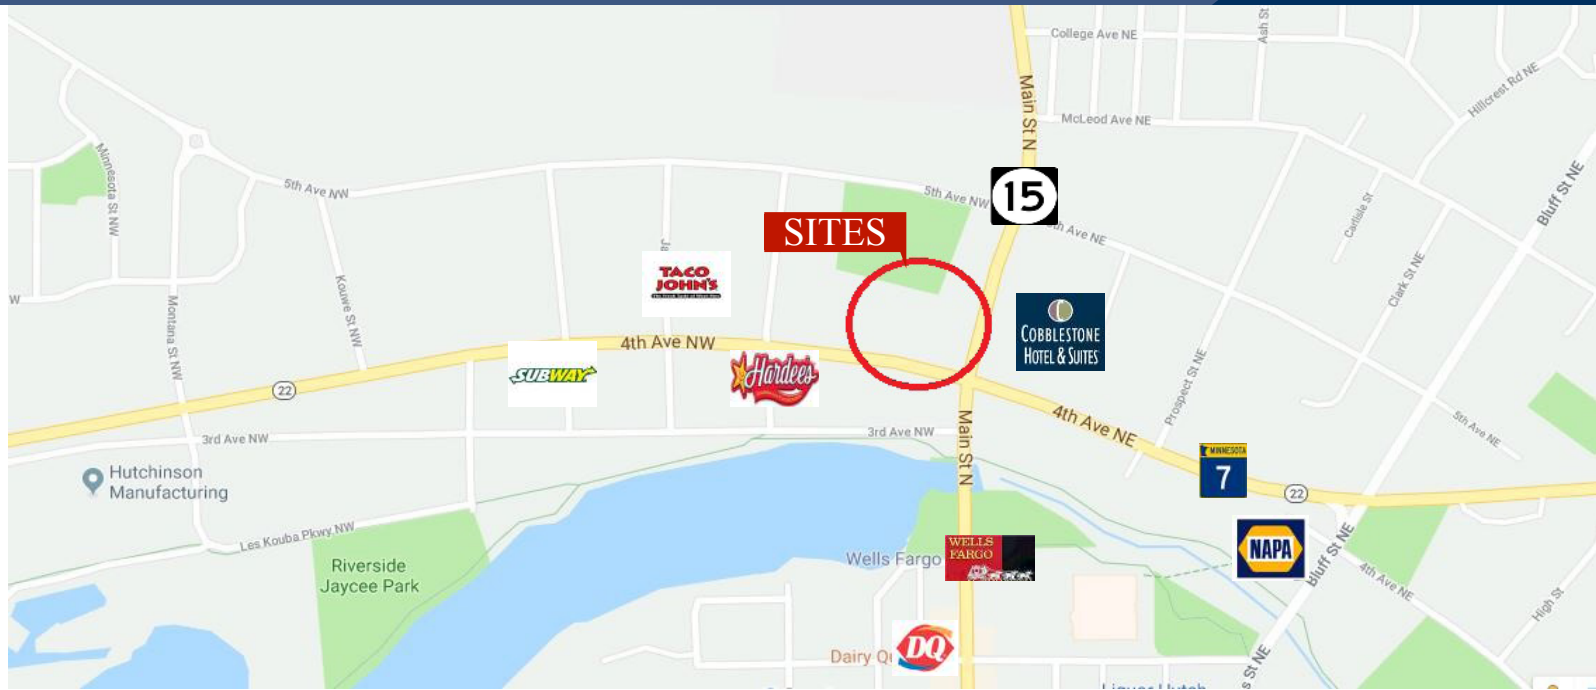 College Ave NE
Ash St
Main St N
Hillcrest Rd NE
McLeod Ave NE
Minnesota St NW
5th Ave NW
5th Ave NW
15
Bluff St NE
Carlisle St
SITES
Ave NE
TACO
JOHN'S
W
Montana St NW
Kouwe St NW
Clark St NE
COBBLESTONE
HOTEL & SUITES
4th Ave NW
SUBWAY
Hardee's
22
Prospect St NE
4th Ave NE
3rd Ave NW
3rd Ave NW
Main St N
5th Ave NE
MINNESOTA
7
Hutchinson
Manufacturing
22
Les Kouba Pkwy NW
Riverside
Jaycee Park
Wells Fargo
WELLS
FARGO
NAPA
Bluff St NE
4th Ave NE
High St
Dairy
DQ
St NE